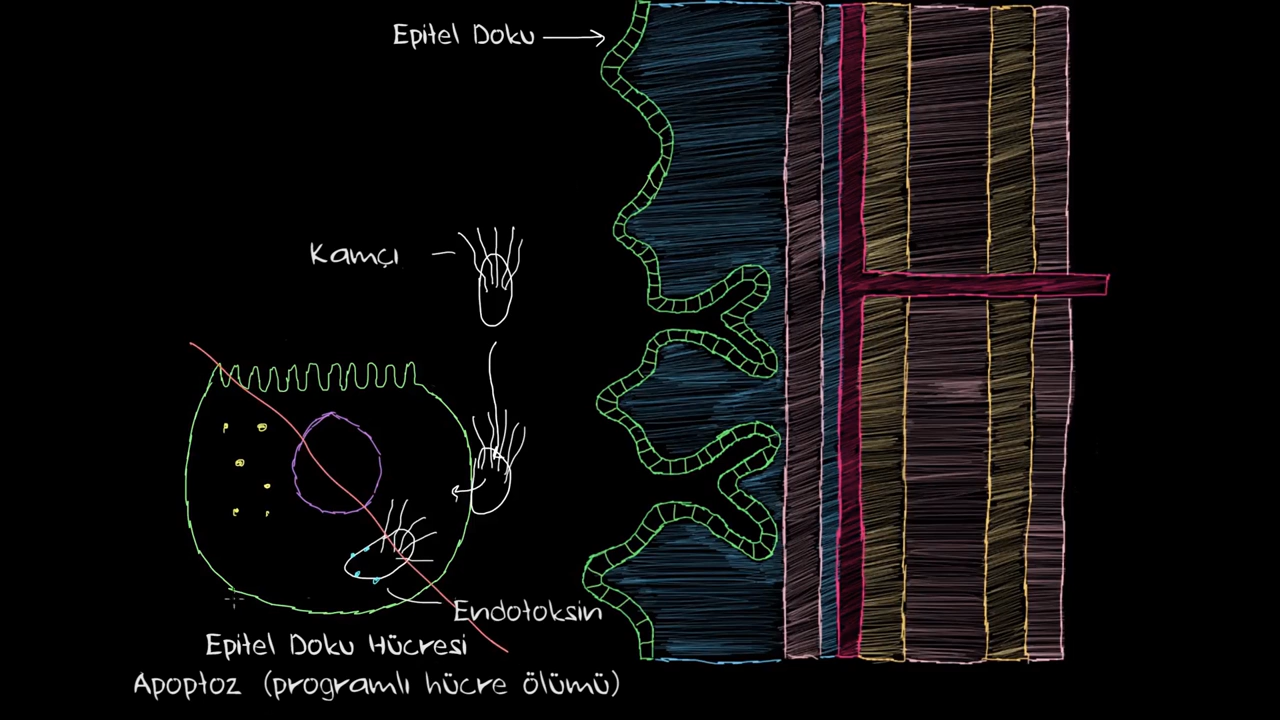 Epitel Doku
Kamçı
Endotoksin
Epitel Doku Hücresi
Apoptoz (programlı hücre ölümü)